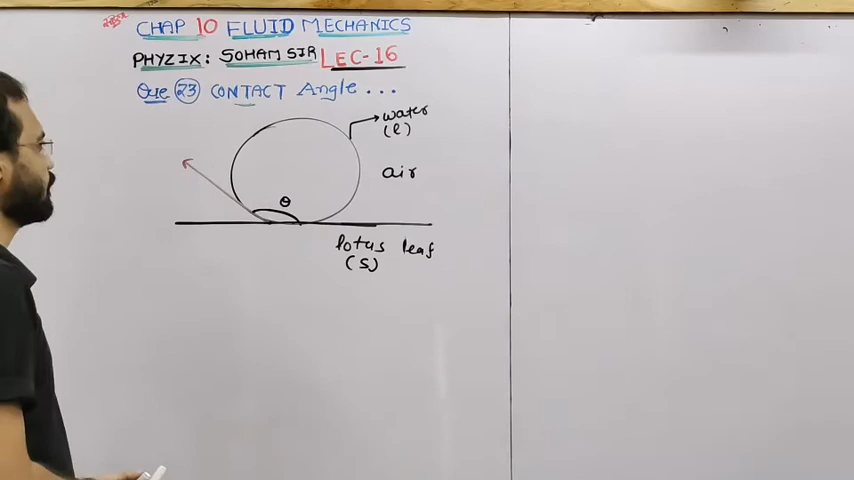 CHAP 10 FLUID MECHANICS
PHYZIX: SOHAM SIR LEC-16
Que 23 CONTACT Angle ...
water
(l)
air
θ
lotus leaf
(S)